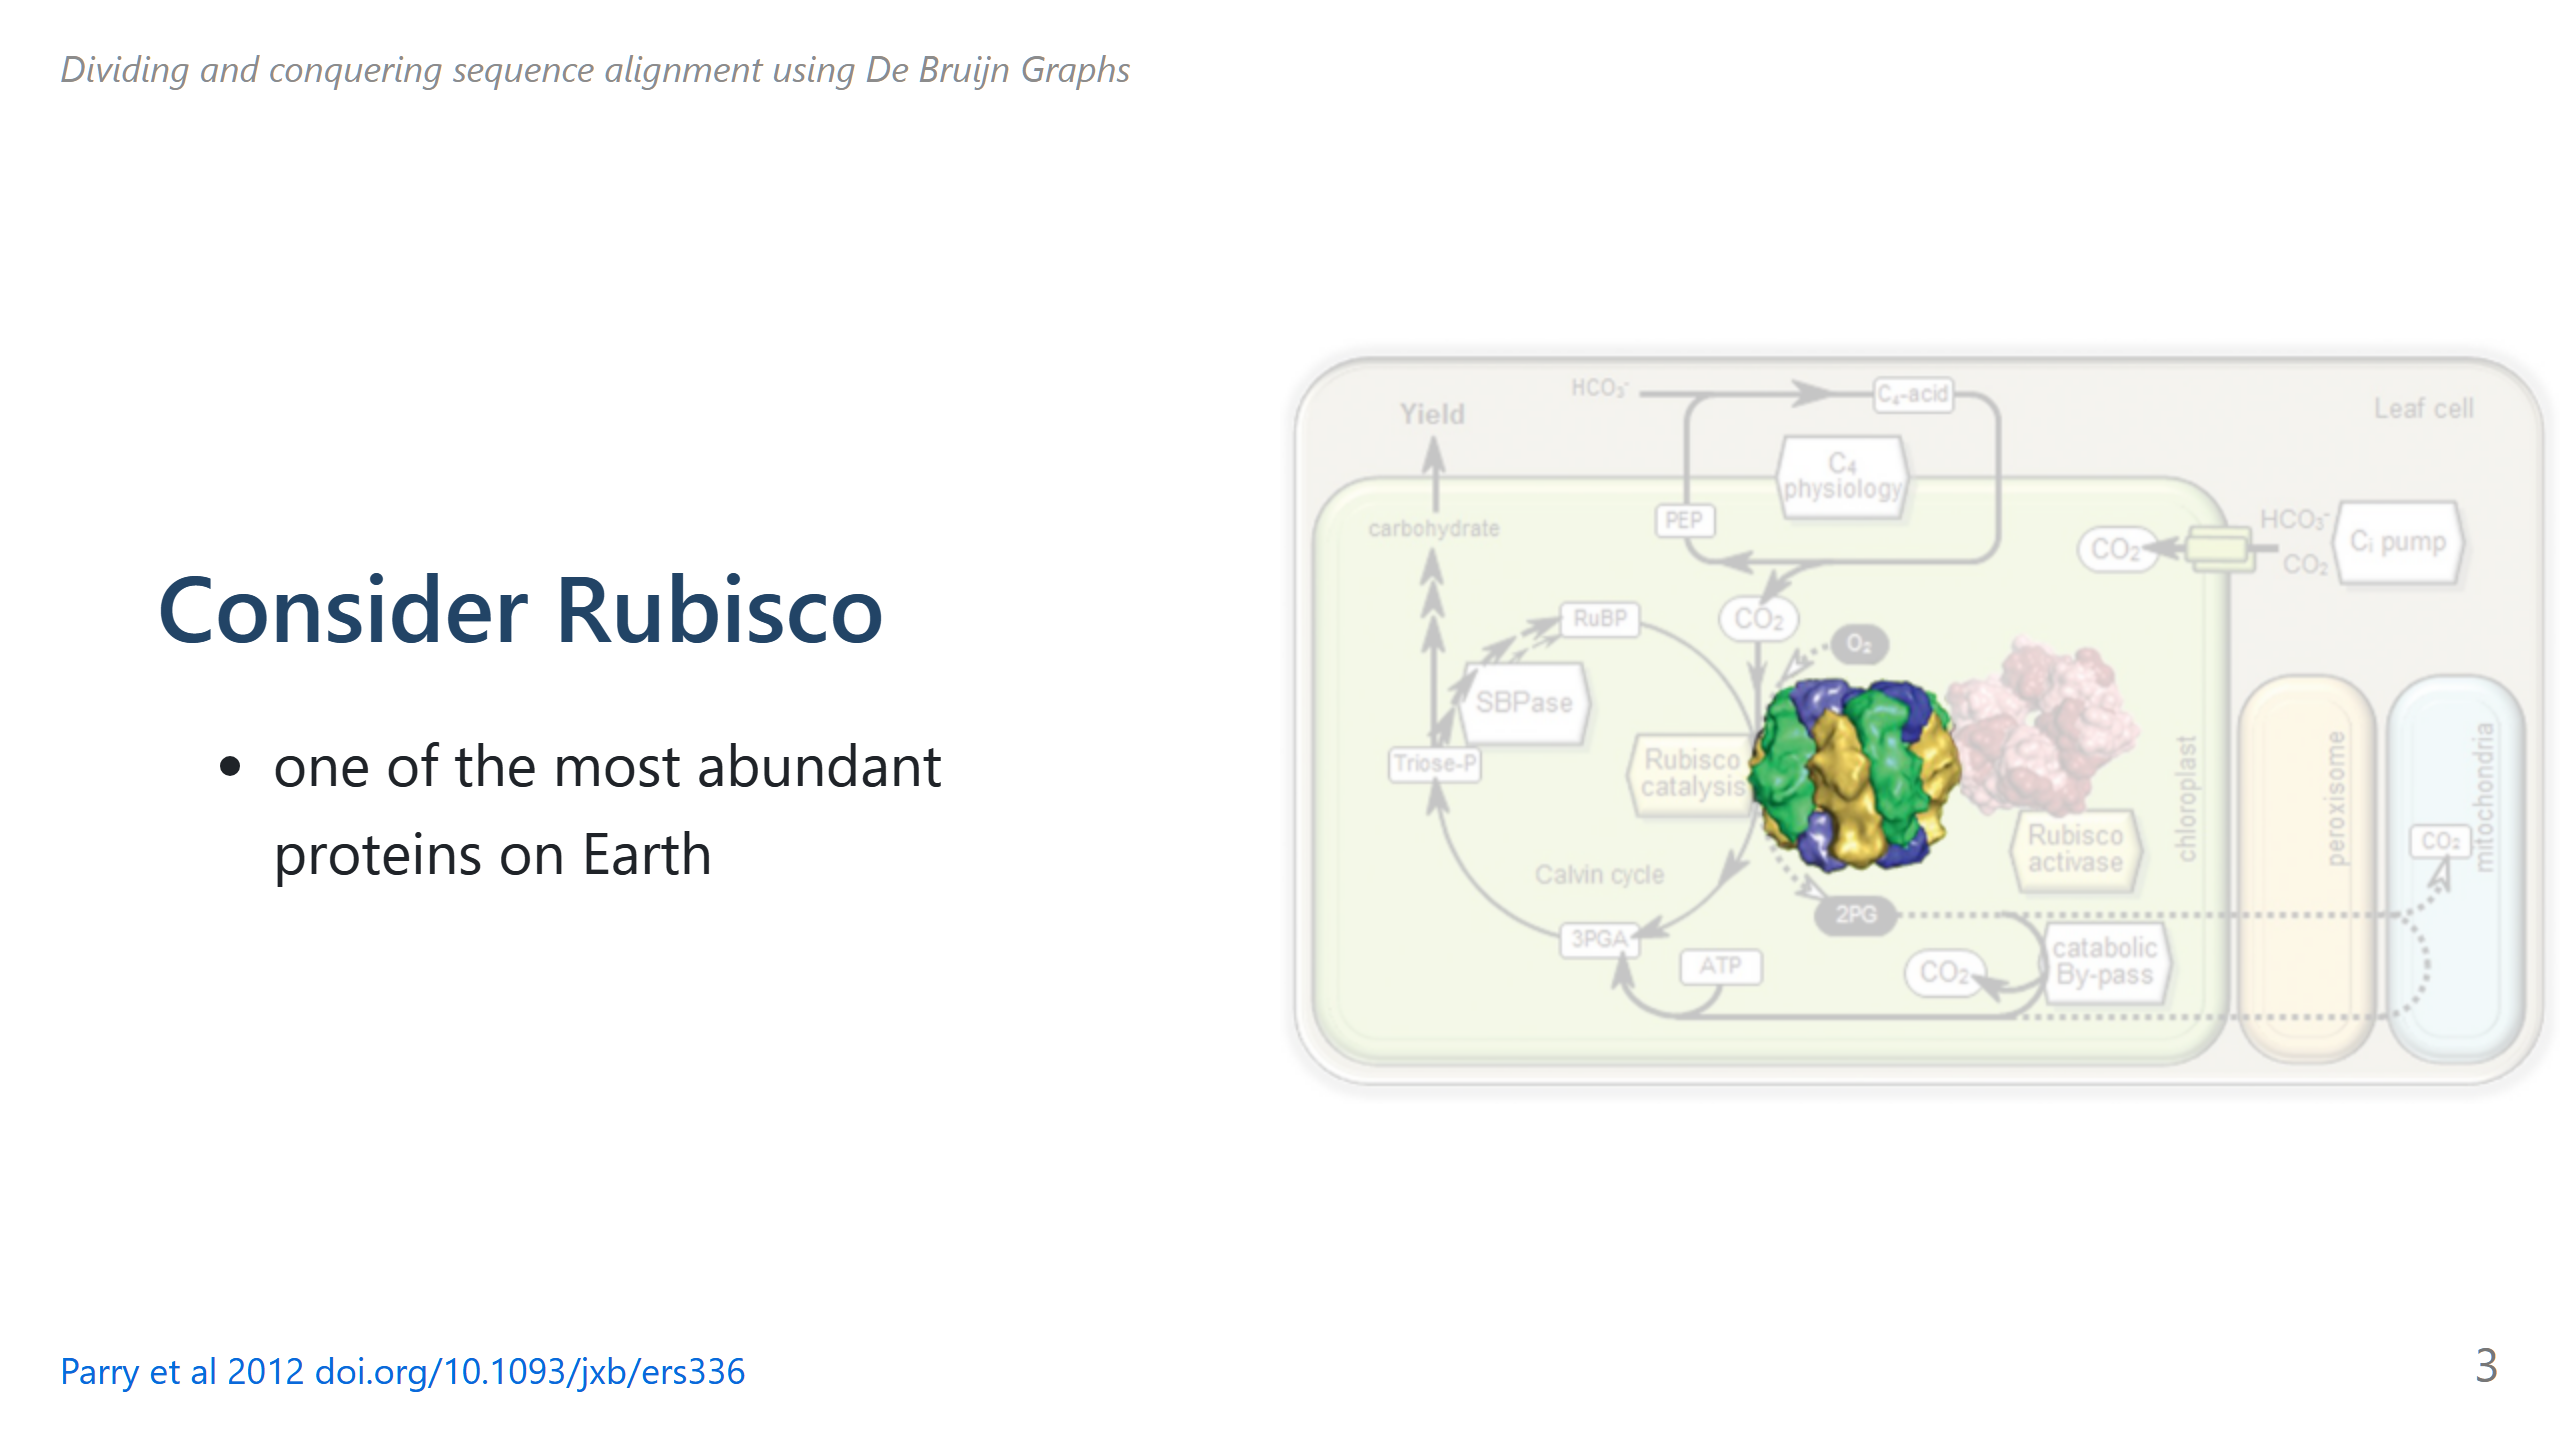 Dividing and conquering sequence alignment using De Bruijn Graphs
Consider Rubisco
• one of the most abundant
proteins on Earth
HCO₃⁻
C₄-acid
Leaf cell
Yield
C₄
physiology
PEP
carbohydrate
HCO₃⁻
CO₂
CO₂
Cᵢ pump
RuBP
CO₂
O₂
SBPase
Triose-P
Rubisco
catalysis
Rubisco
activase
chloroplast
peroxisome
mitochondria
CO₂
Calvin cycle
2PG
3PGA
ATP
CO₂
catabolic
By-pass
Parry et al 2012 doi.org/10.1093/jxb/ers336
3